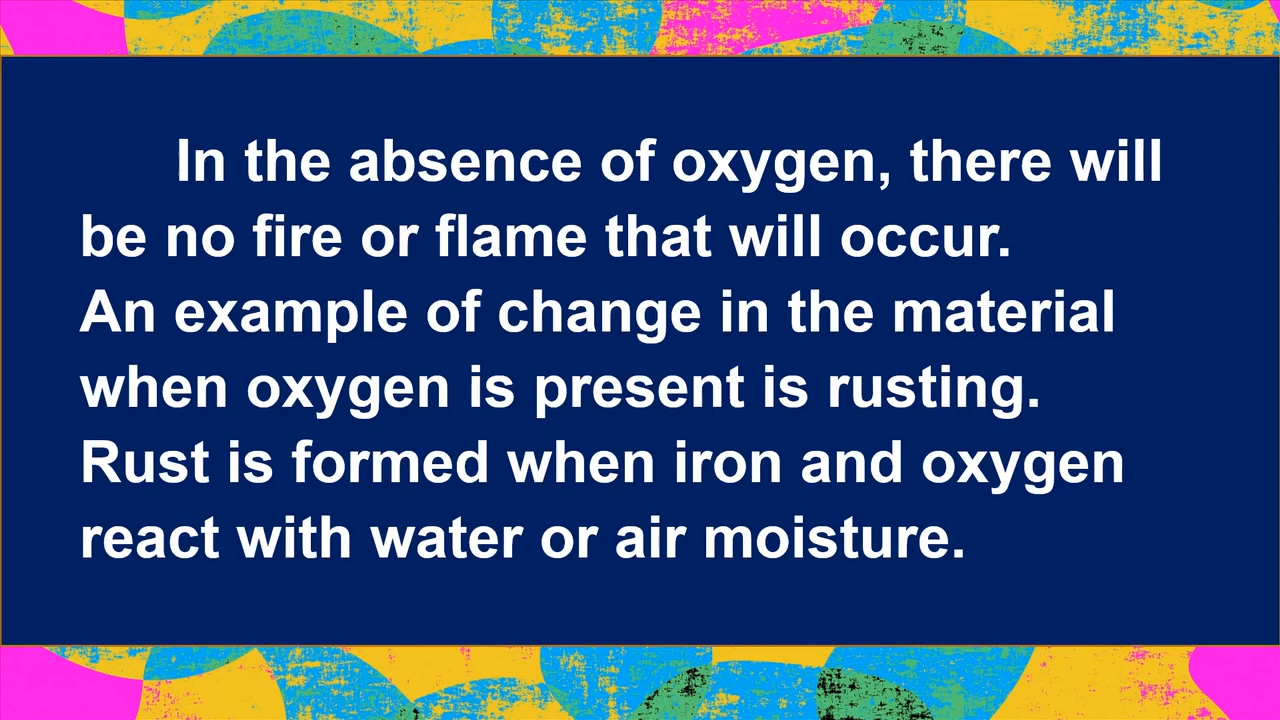 In the absence of oxygen, there will
be no fire or flame that will occur.
An example of change in the material
when oxygen is present is rusting.
Rust is formed when iron and oxygen
react with water or air moisture.